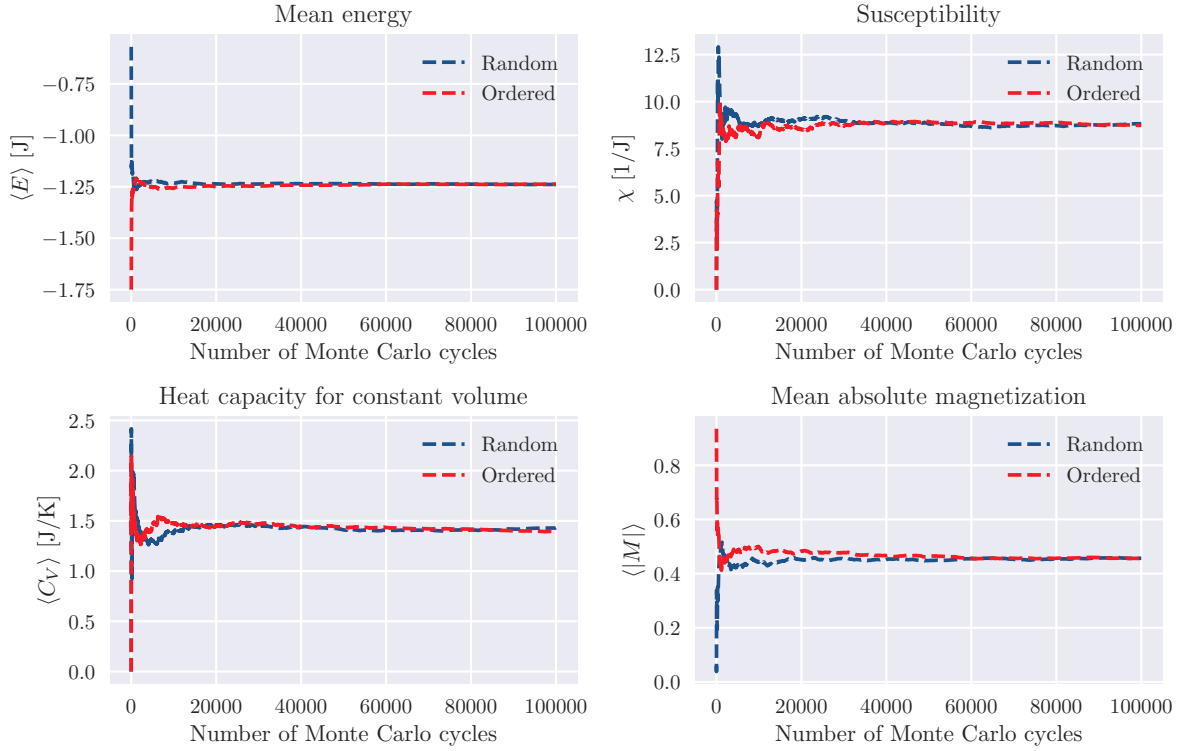 Mean energy
Random
Ordered
−0.75
−1.00
−1.25
−1.50
−1.75
⟨E⟩ [J]
0 20000 40000 60000 80000 100000
Number of Monte Carlo cycles
Susceptibility
Random
Ordered
12.5
10.0
7.5
5.0
2.5
0.0
χ [1/J]
0 20000 40000 60000 80000 100000
Number of Monte Carlo cycles
Heat capacity for constant volume
Random
Ordered
2.5
2.0
1.5
1.0
0.5
0.0
⟨C_V⟩ [J/K]
0 20000 40000 60000 80000 100000
Number of Monte Carlo cycles
Mean absolute magnetization
Random
Ordered
0.8
0.6
0.4
0.2
0.0
⟨|M|⟩
0 20000 40000 60000 80000 100000
Number of Monte Carlo cycles